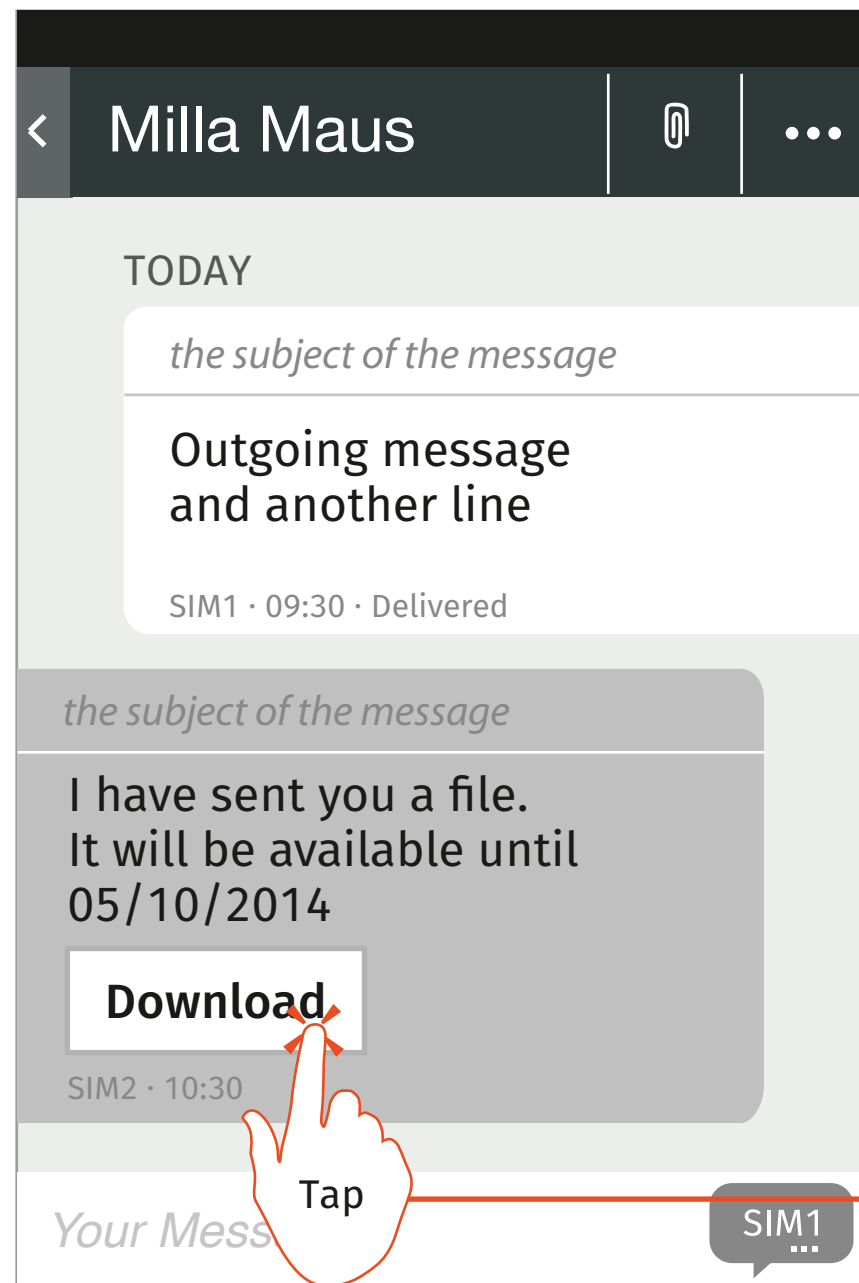 Milla Maus
TODAY
the subject of the message
Outgoing message
and another line
SIM1 · 09:30 · Delivered
the subject of the message
I have sent you a file.
It will be available until
05/10/2014
Download
SIM2 · 10:30
Tap
Your Mess
SIM1